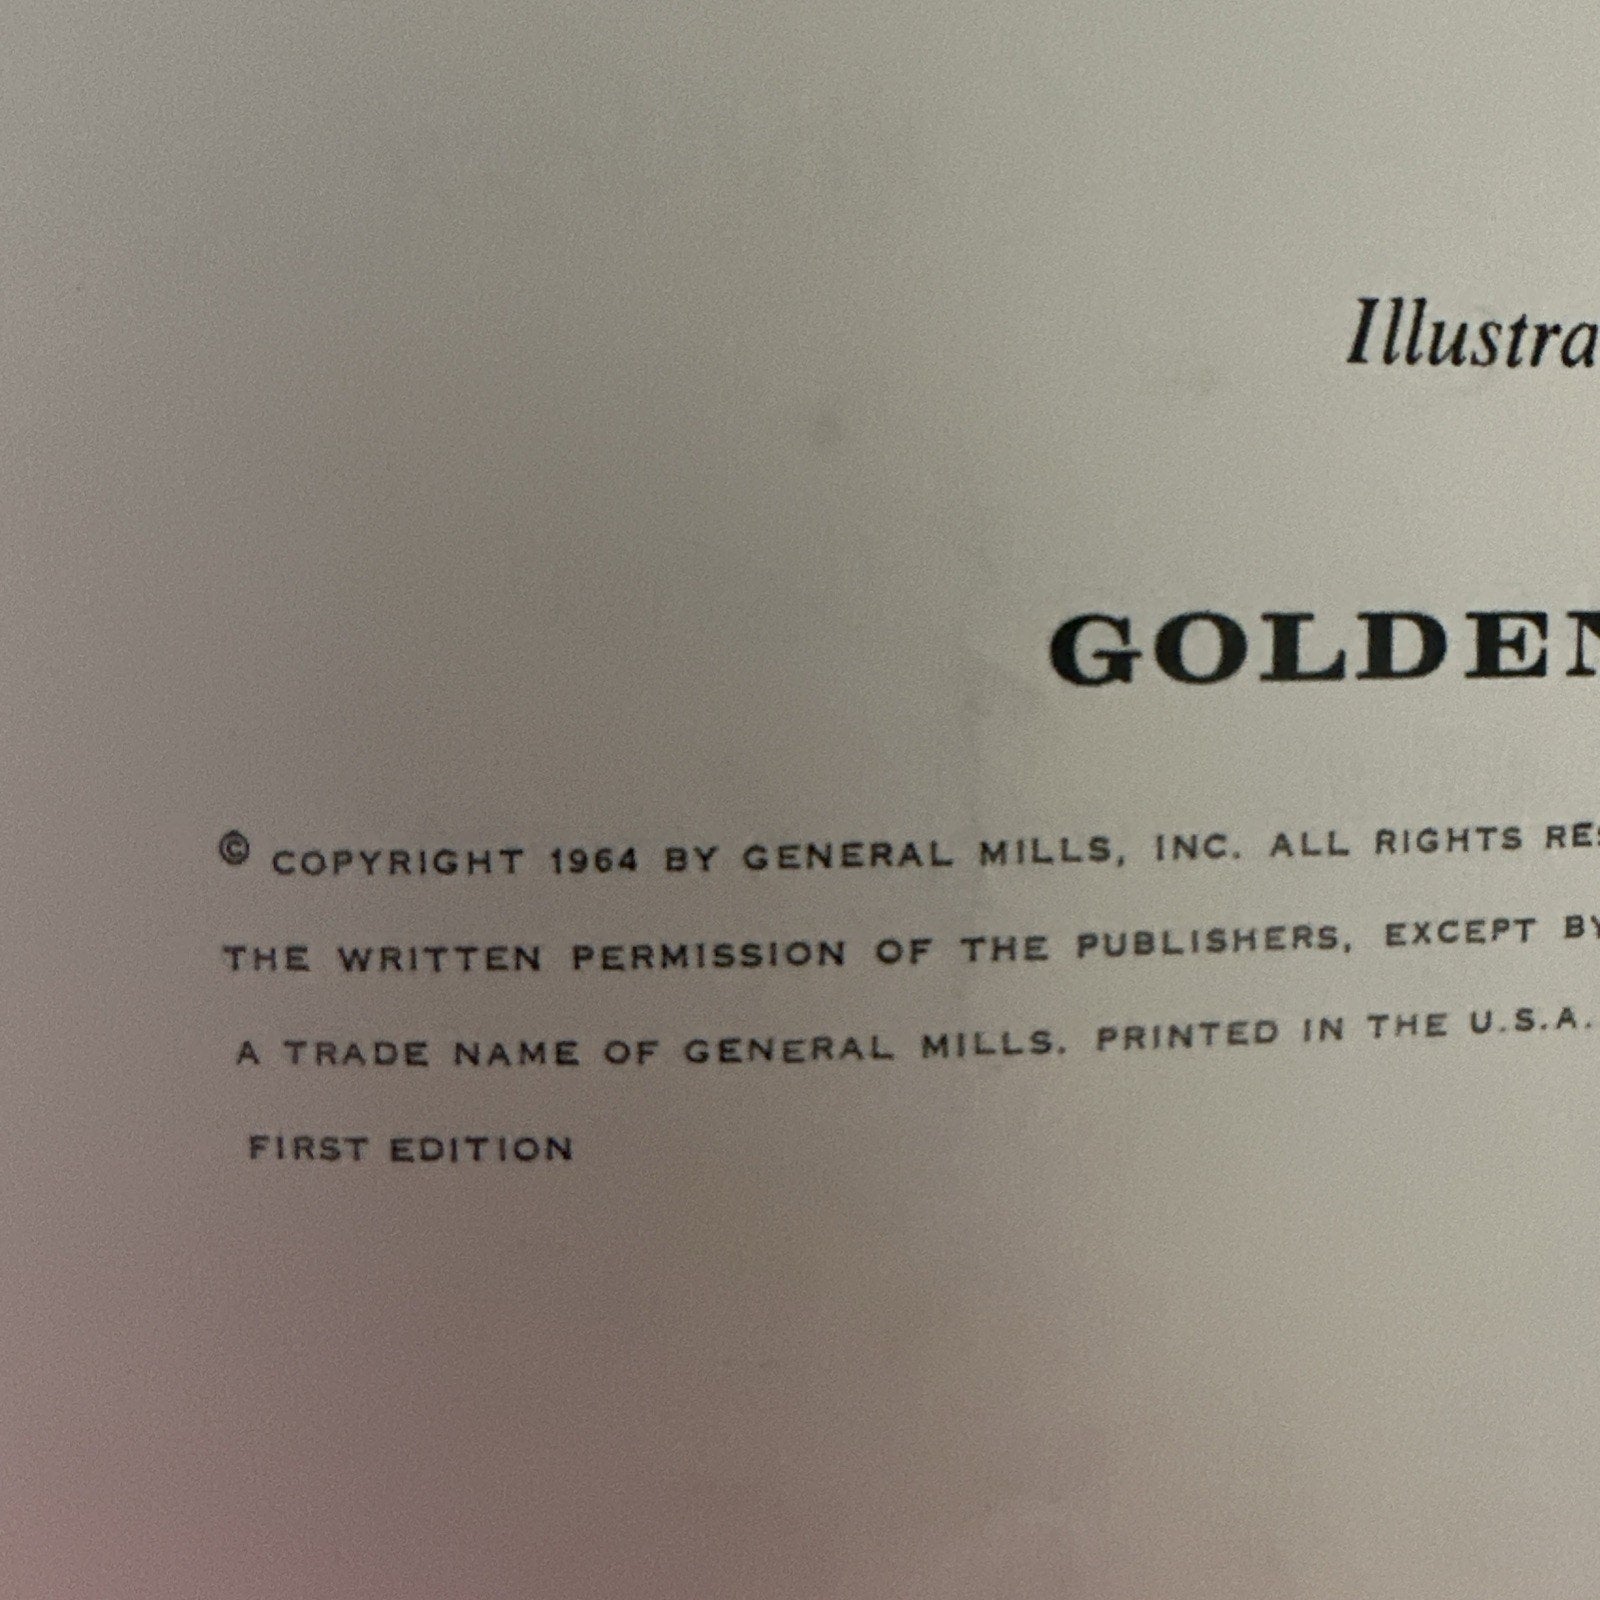 Illustra
GOLDEN
© COPYRIGHT 1964 BY GENERAL MILLS, INC. ALL RIGHTS RES
THE WRITTEN PERMISSION OF THE PUBLISHERS, EXCEPT BY
A TRADE NAME OF GENERAL MILLS. PRINTED IN THE U.S.A.
FIRST EDITION